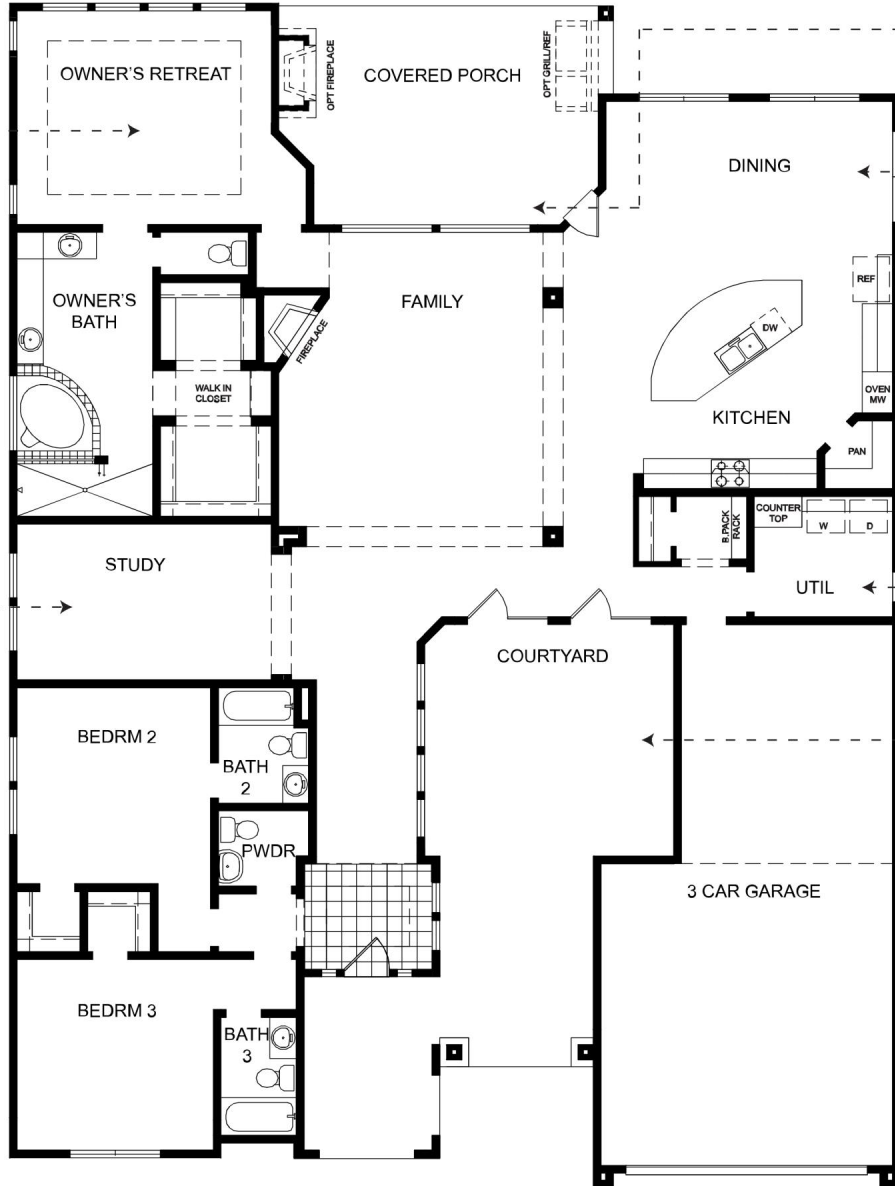 OWNER'S RETREAT
OPT FIREPLACE
COVERED PORCH
OPT GRILL/REF
DINING
OWNER'S
BATH
FAMILY
REF
FIREPLACE
DW
WALK IN
CLOSET
OVEN
MW
KITCHEN
PAN
COUNTER
TOP
W
D
B.PACK
RACK
STUDY
UTIL
COURTYARD
BEDRM 2
BATH
2
PWDR
3 CAR GARAGE
BEDRM 3
BATH
3